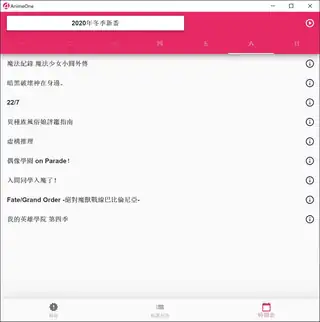 AnimeOne
2020年冬季新番
四 五 六 日
魔法紀錄 魔法少女小圓外傳
暗黑破壞神在身邊。
22/7
異種族風俗娘評鑑指南
虛構推理
偶像學園 on Parade!
入間同學入魔了!
Fate/Grand Order -絕對魔獸戰線巴比倫尼亞-
我的英雄學院 第四季
時間表